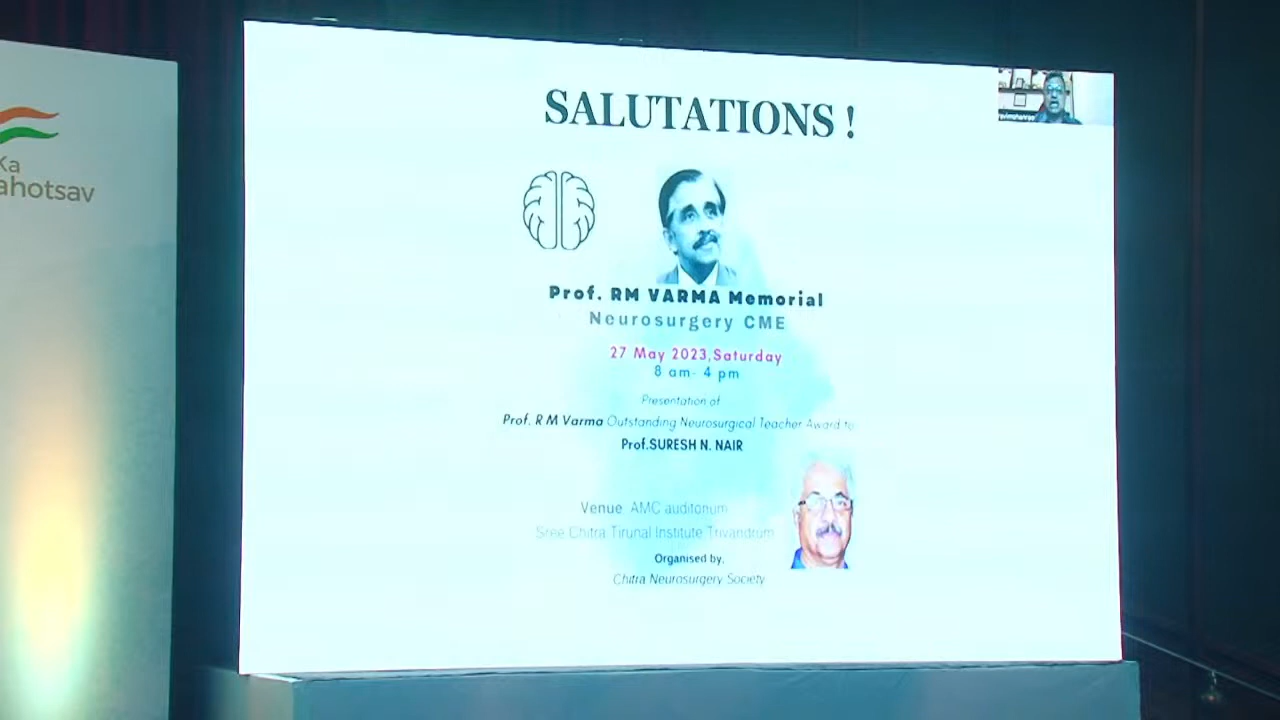 Ka
ahotsav
SALUTATIONS !
Prof. RM VARMA Memorial
Neurosurgery CME
27 May 2023,Saturday
8 am- 4 pm
Presentation of
Prof. R M Varma Outstanding Neurosurgical Teacher Award to
Prof.SURESH N. NAIR
Venue AMC auditorium
Sree Chitra Tirunal Institute Trivandrum
Organised by,
Chitra Neurosurgery Society